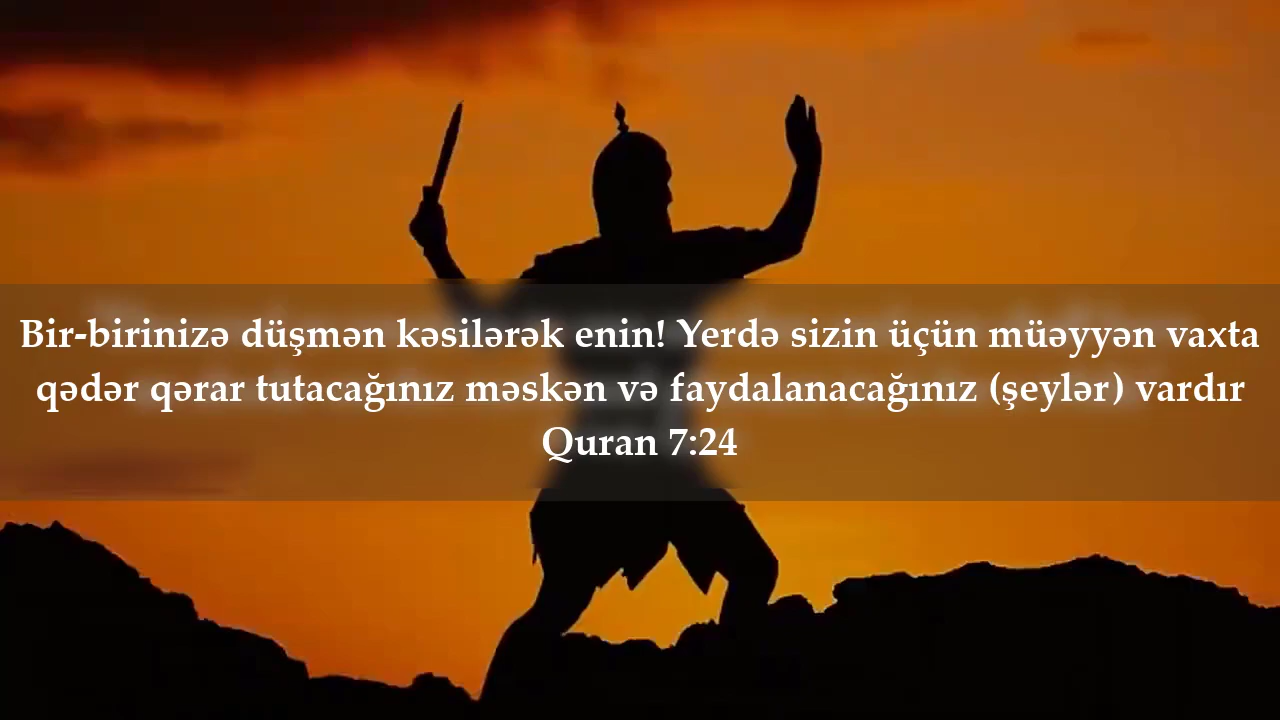 Bir-birinizə düşmən kəsilərək enin! Yerdə sizin üçün müəyyən vaxta
qədər qərar tutacağınız məskən və faydalanacağınız (şeylər) vardır
Quran 7:24